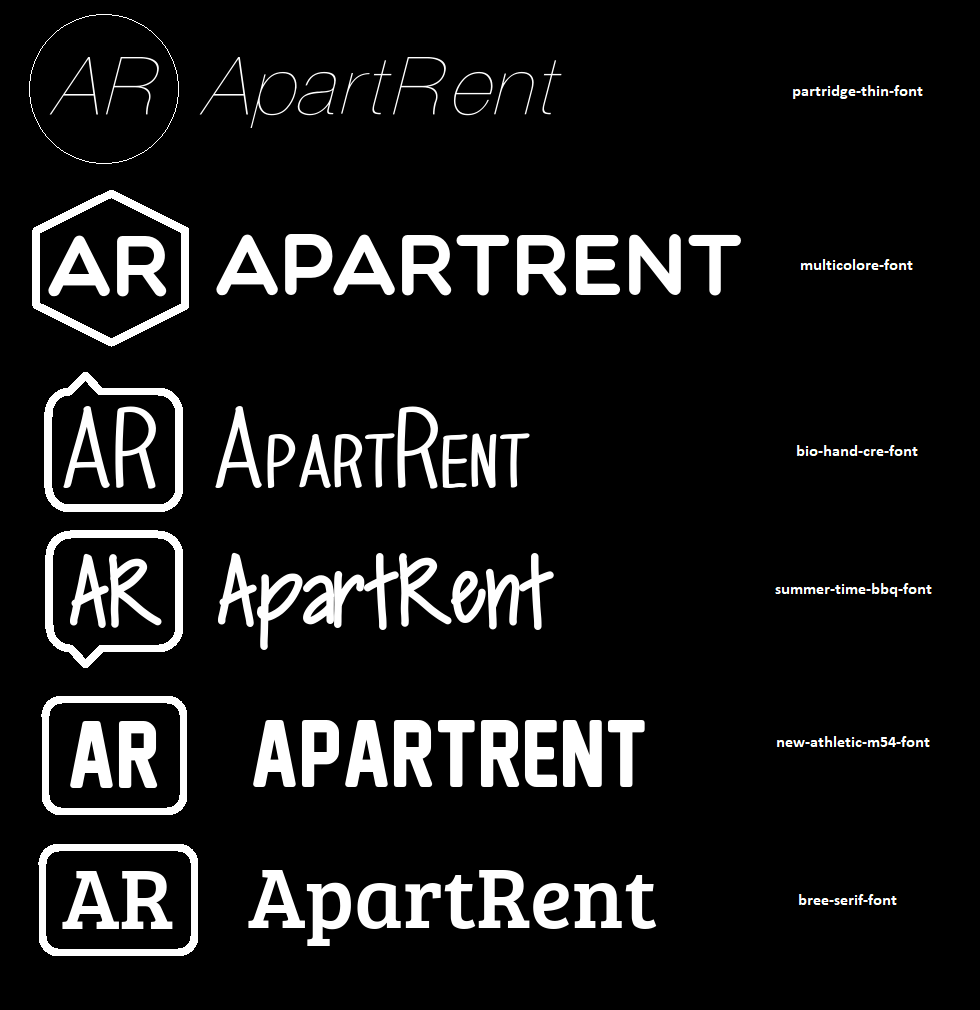 AR ApartRent partridge-thin-font
AR APARTRENT multicolore-font
AR APARTRENT bio-hand-cre-font
AR ApartRent summer-time-bbq-font
AR APARTRENT new-athletic-m54-font
AR ApartRent bree-serif-font